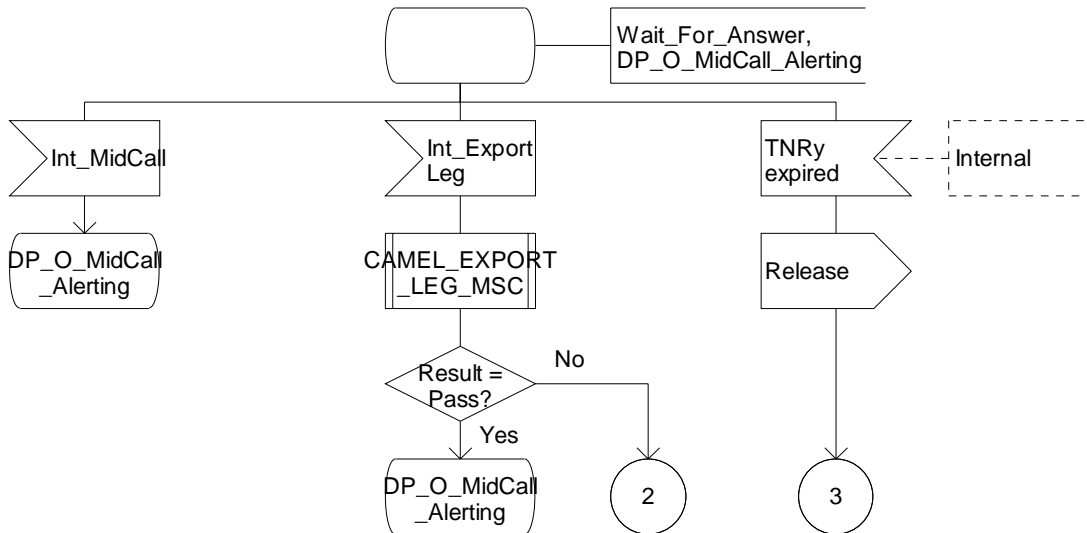 Wait_For_Answer,
DP_O_MidCall_Alerting
Int_MidCall
Int_Export
Leg
TNRy
expired
Internal
DP_O_MidCall
_Alerting
CAMEL_EXPORT
_LEG_MSC
Release
Result =
Pass?
No
Yes
DP_O_MidCall
_Alerting
2
3